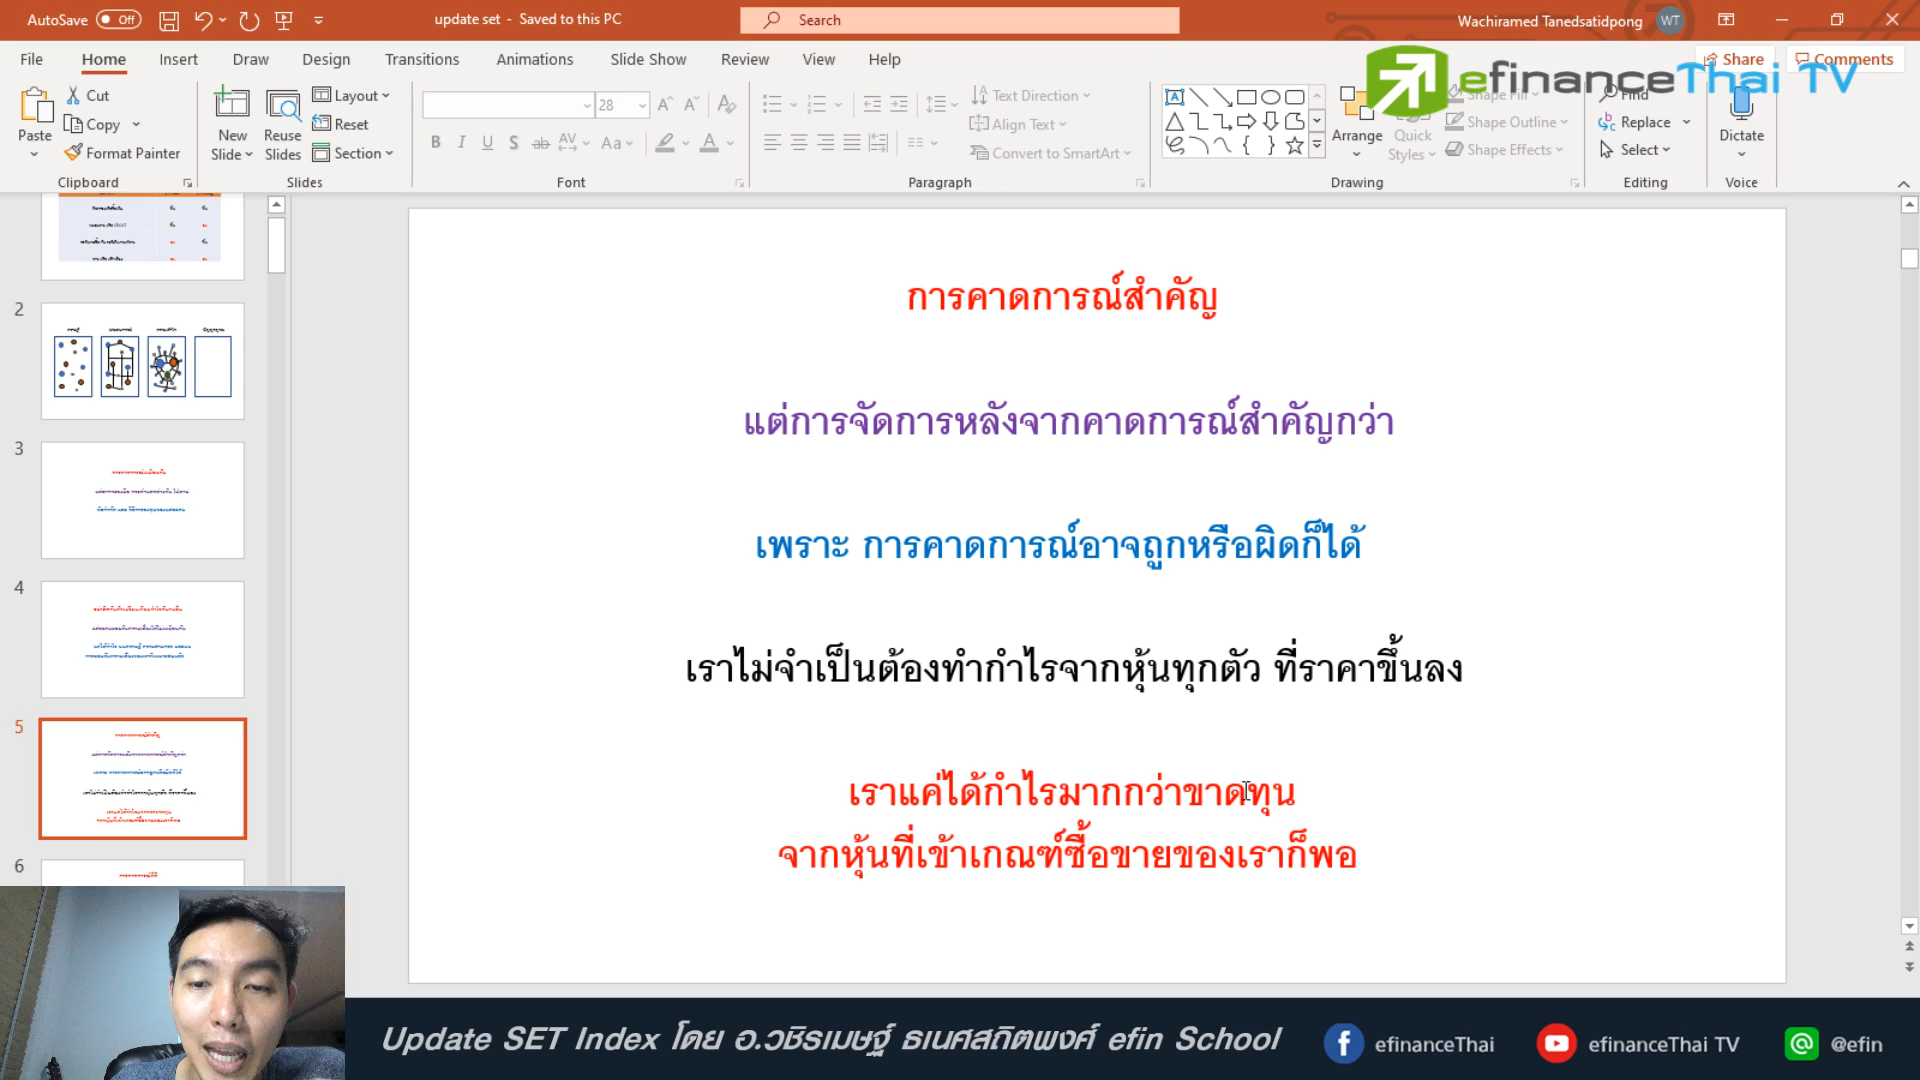 AutoSave Off
update set - Saved to this PC
Search
Wachiramed Tanedsatidpong WT
File Home Insert Draw Design Transitions Animations Slide Show Review View Help
Share Comments
efinanceThai TV
Paste
Cut
Copy
Format Painter
Clipboard
New Slide
Reuse Slides
Layout
Reset
Section
Slides
28
Font
Text Direction
Align Text
Convert to SmartArt
Paragraph
Arrange
Quick Styles
Shape Fill
Shape Outline
Shape Effects
Drawing
Find
Replace
Select
Editing
Dictate
Voice
2
3
4
5
6
การคาดการณ์สำคัญ
แต่การจัดการหลังจากคาดการณ์สำคัญกว่า
เพราะ การคาดการณ์อาจถูกหรือผิดก็ได้
เราไม่จำเป็นต้องทำกำไรจากหุ้นทุกตัว ที่ราคาขึ้นลง
เราแค่ได้กำไรมากกว่าขาดทุน
จากหุ้นที่เข้าเกณฑ์ซื้อขายของเราก็พอ
Update SET Index โดย อ.วชิรเมษฐ์ ธเนศสถิตพงศ์ efin School
efinanceThai
efinanceThai TV
@efin